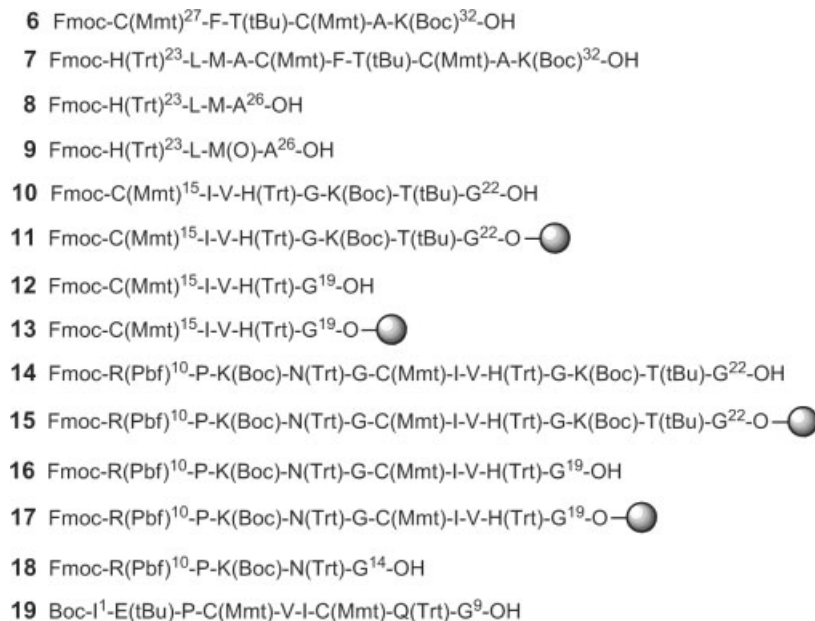 6 Fmoc-C(Mmt)²⁷-F-T(tBu)-C(Mmt)-A-K(Boc)³²-OH
7 Fmoc-H(Trt)²³-L-M-A-C(Mmt)-F-T(tBu)-C(Mmt)-A-K(Boc)³²-OH
8 Fmoc-H(Trt)²³-L-M-A²⁶-OH
9 Fmoc-H(Trt)²³-L-M(O)-A²⁶-OH
10 Fmoc-C(Mmt)¹⁵-I-V-H(Trt)-G-K(Boc)-T(tBu)-G²²-OH
11 Fmoc-C(Mmt)¹⁵-I-V-H(Trt)-G-K(Boc)-T(tBu)-G²²-O
12 Fmoc-C(Mmt)¹⁵-I-V-H(Trt)-G¹⁹-OH
13 Fmoc-C(Mmt)¹⁵-I-V-H(Trt)-G¹⁹-O
14 Fmoc-R(Pbf)¹⁰-P-K(Boc)-N(Trt)-G-C(Mmt)-I-V-H(Trt)-G-K(Boc)-T(tBu)-G²²-OH
15 Fmoc-R(Pbf)¹⁰-P-K(Boc)-N(Trt)-G-C(Mmt)-I-V-H(Trt)-G-K(Boc)-T(tBu)-G²²-O
16 Fmoc-R(Pbf)¹⁰-P-K(Boc)-N(Trt)-G-C(Mmt)-I-V-H(Trt)-G¹⁹-OH
17 Fmoc-R(Pbf)¹⁰-P-K(Boc)-N(Trt)-G-C(Mmt)-I-V-H(Trt)-G¹⁹-O
18 Fmoc-R(Pbf)¹⁰-P-K(Boc)-N(Trt)-G¹⁴-OH
19 Boc-I¹-E(tBu)-P-C(Mmt)-V-I-C(Mmt)-Q(Trt)-G⁹-OH